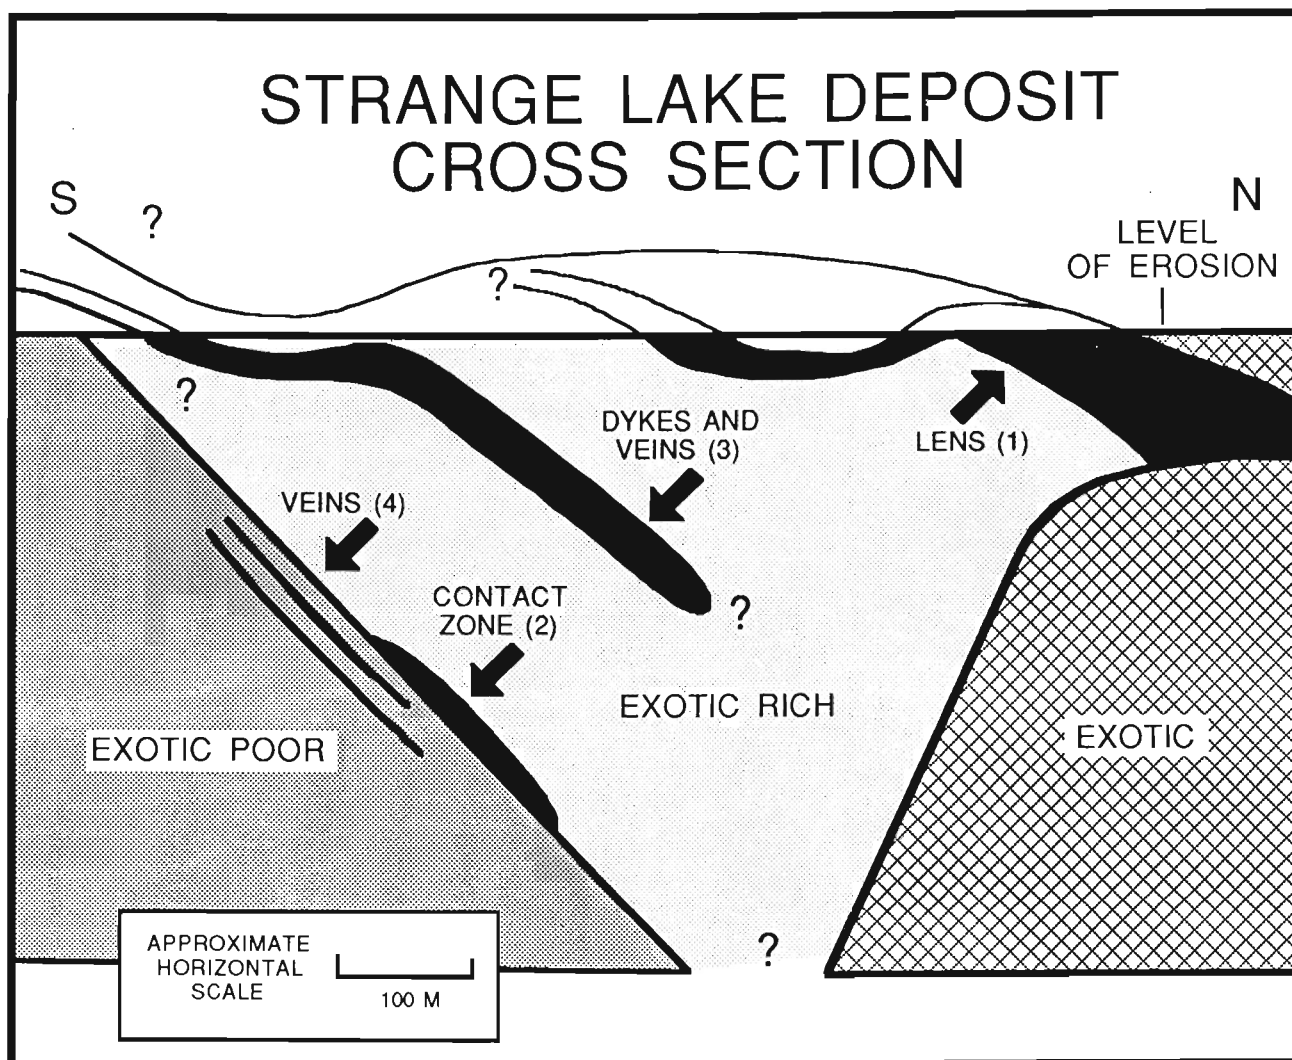 STRANGE LAKE DEPOSIT
CROSS SECTION
S
?
N
LEVEL
OF EROSION
?
?
DYKES AND
VEINS (3)
LENS (1)
VEINS (4)
CONTACT
ZONE (2)
?
EXOTIC RICH
EXOTIC POOR
EXOTIC
?
APPROXIMATE
HORIZONTAL
SCALE
100 M